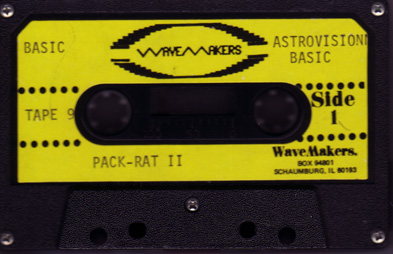 BASIC
WAVEMAKERS
ASTROVISION
BASIC
TAPE 9
Side
1
PACK-RAT II
WaveMakers.
BOX 94801
SCHAUMBURG, IL 60193